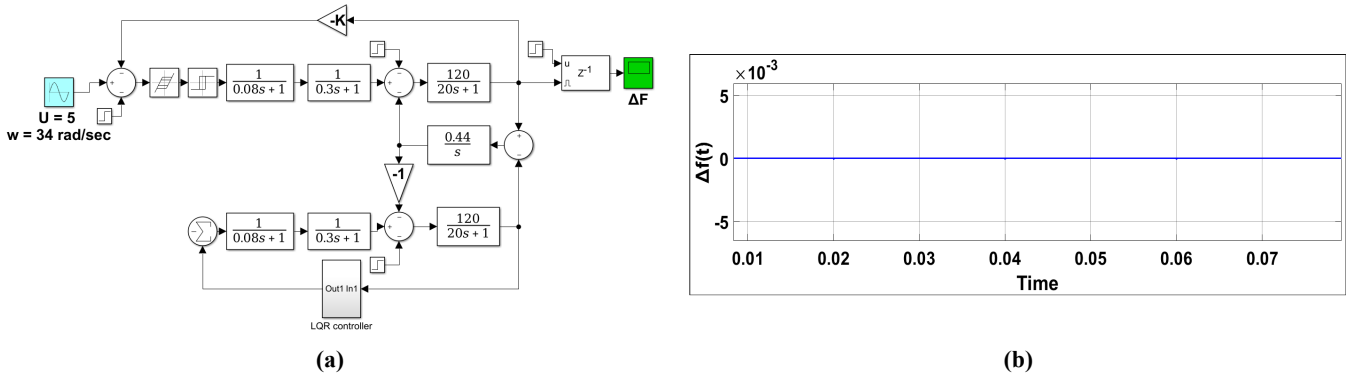 -K
U = 5
w = 34 rad/sec
1
0.08s + 1
1
0.3s + 1
120
20s + 1
u
Z-1
ΔF
0.44
s
-1
1
0.08s + 1
1
0.3s + 1
120
20s + 1
Out1 In1
LQR controller
(a)
×10-3
5
0
-5
Δf(t)
0.01 0.02 0.03 0.04 0.05 0.06 0.07
Time
(b)